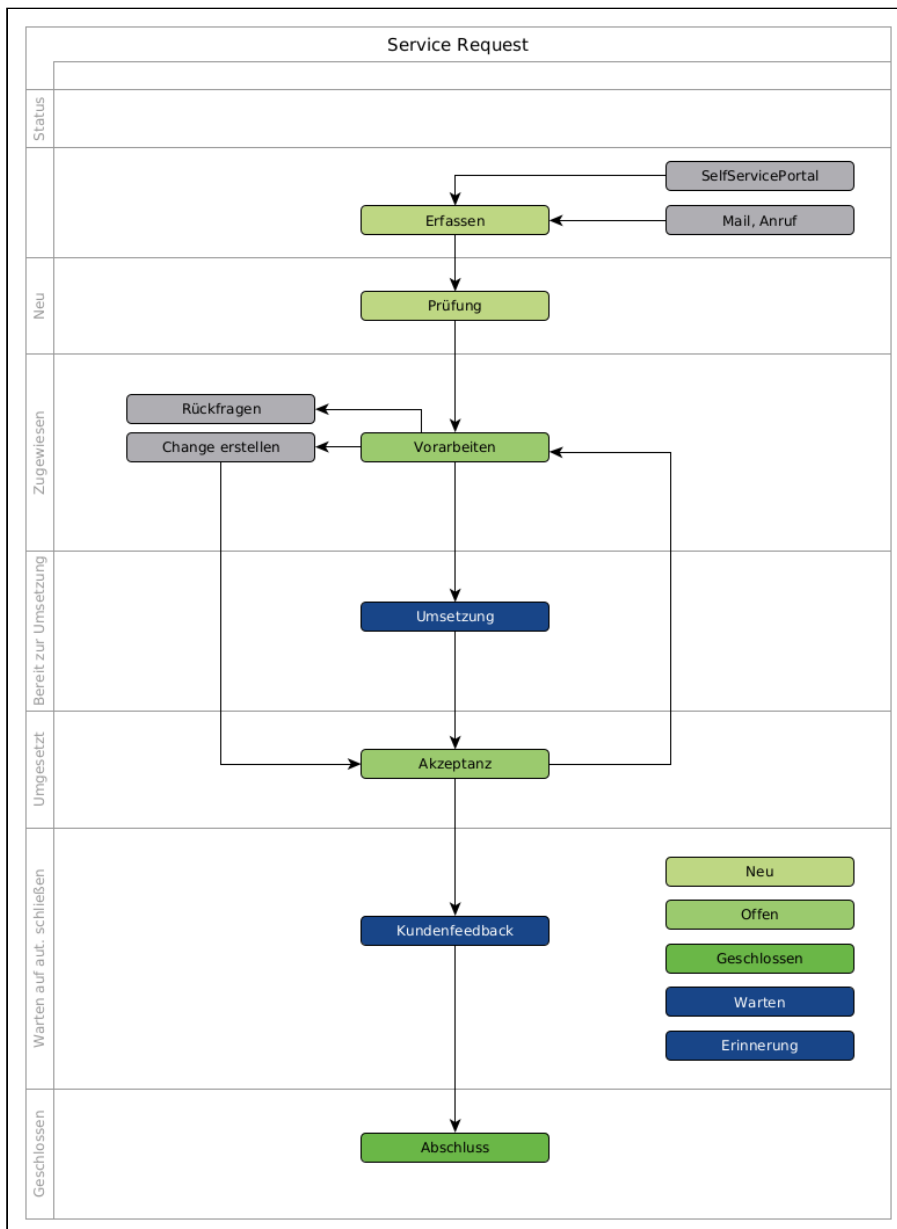 Service Request
Status
SelfServicePortal
Erfassen
Mail, Anruf
Neu
Prüfung
Zugewiesen
Rückfragen
Change erstellen
Vorarbeiten
Bereit zur Umsetzung
Umsetzung
Umgesetzt
Akzeptanz
Warten auf aut. schließen
Neu
Offen
Kundenfeedback
Geschlossen
Warten
Erinnerung
Geschlossen
Abschluss